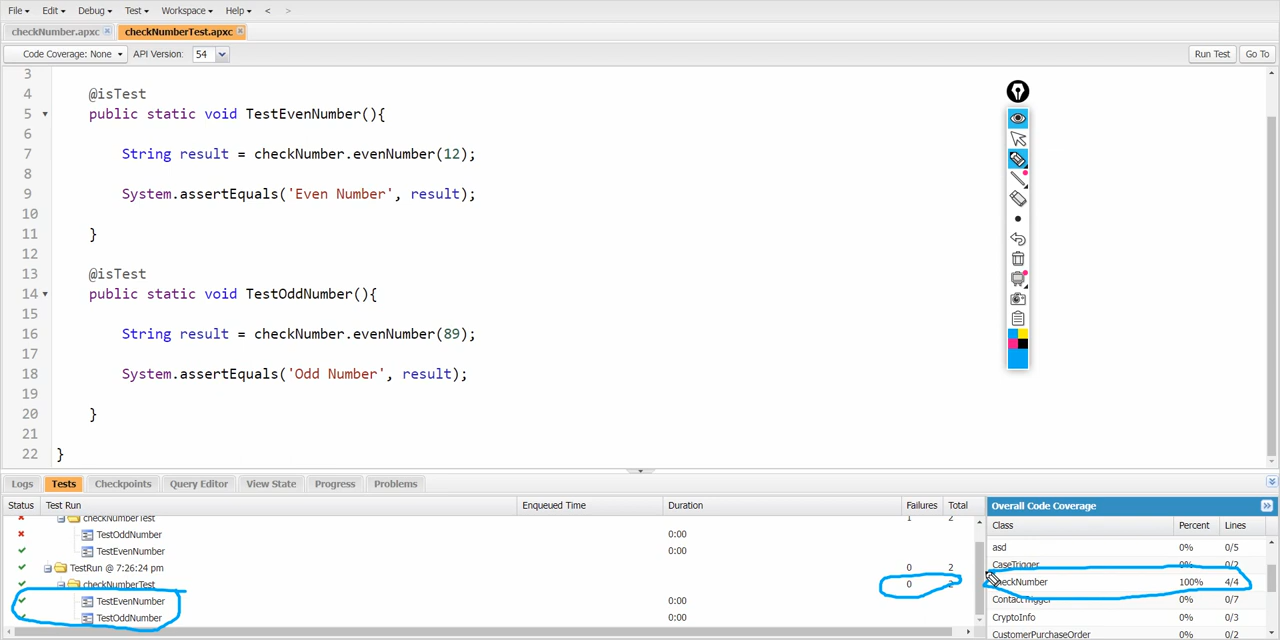 File Edit Debug Test Workspace Help < >
checkNumber.apxc checkNumberTest.apxc
Code Coverage: None API Version: 54 Run Test Go To
3
4 @isTest
5 public static void TestEvenNumber(){
6
7 String result = checkNumber.evenNumber(12);
8
9 System.assertEquals('Even Number', result);
10
11 }
12
13 @isTest
14 public static void TestOddNumber(){
15
16 String result = checkNumber.evenNumber(89);
17
18 System.assertEquals('Odd Number', result);
19
20 }
21
22 }
Logs Tests Checkpoints Query Editor View State Progress Problems
Status Test Run Enqueued Time Duration Failures Total
checkNumberTest 1 2
TestOddNumber 0:00
TestEvenNumber 0:00
TestRun @ 7:26:24 pm 0 2
checkNumberTest 0 2
TestEvenNumber 0:00
TestOddNumber 0:00
Overall Code Coverage
Class Percent Lines
asd 0% 0/5
CaseTrigger 0% 0/2
checkNumber 100% 4/4
ContactTrigger 0% 0/7
CryptoInfo 0% 0/3
CustomerPurchaseOrder 0% 0/2